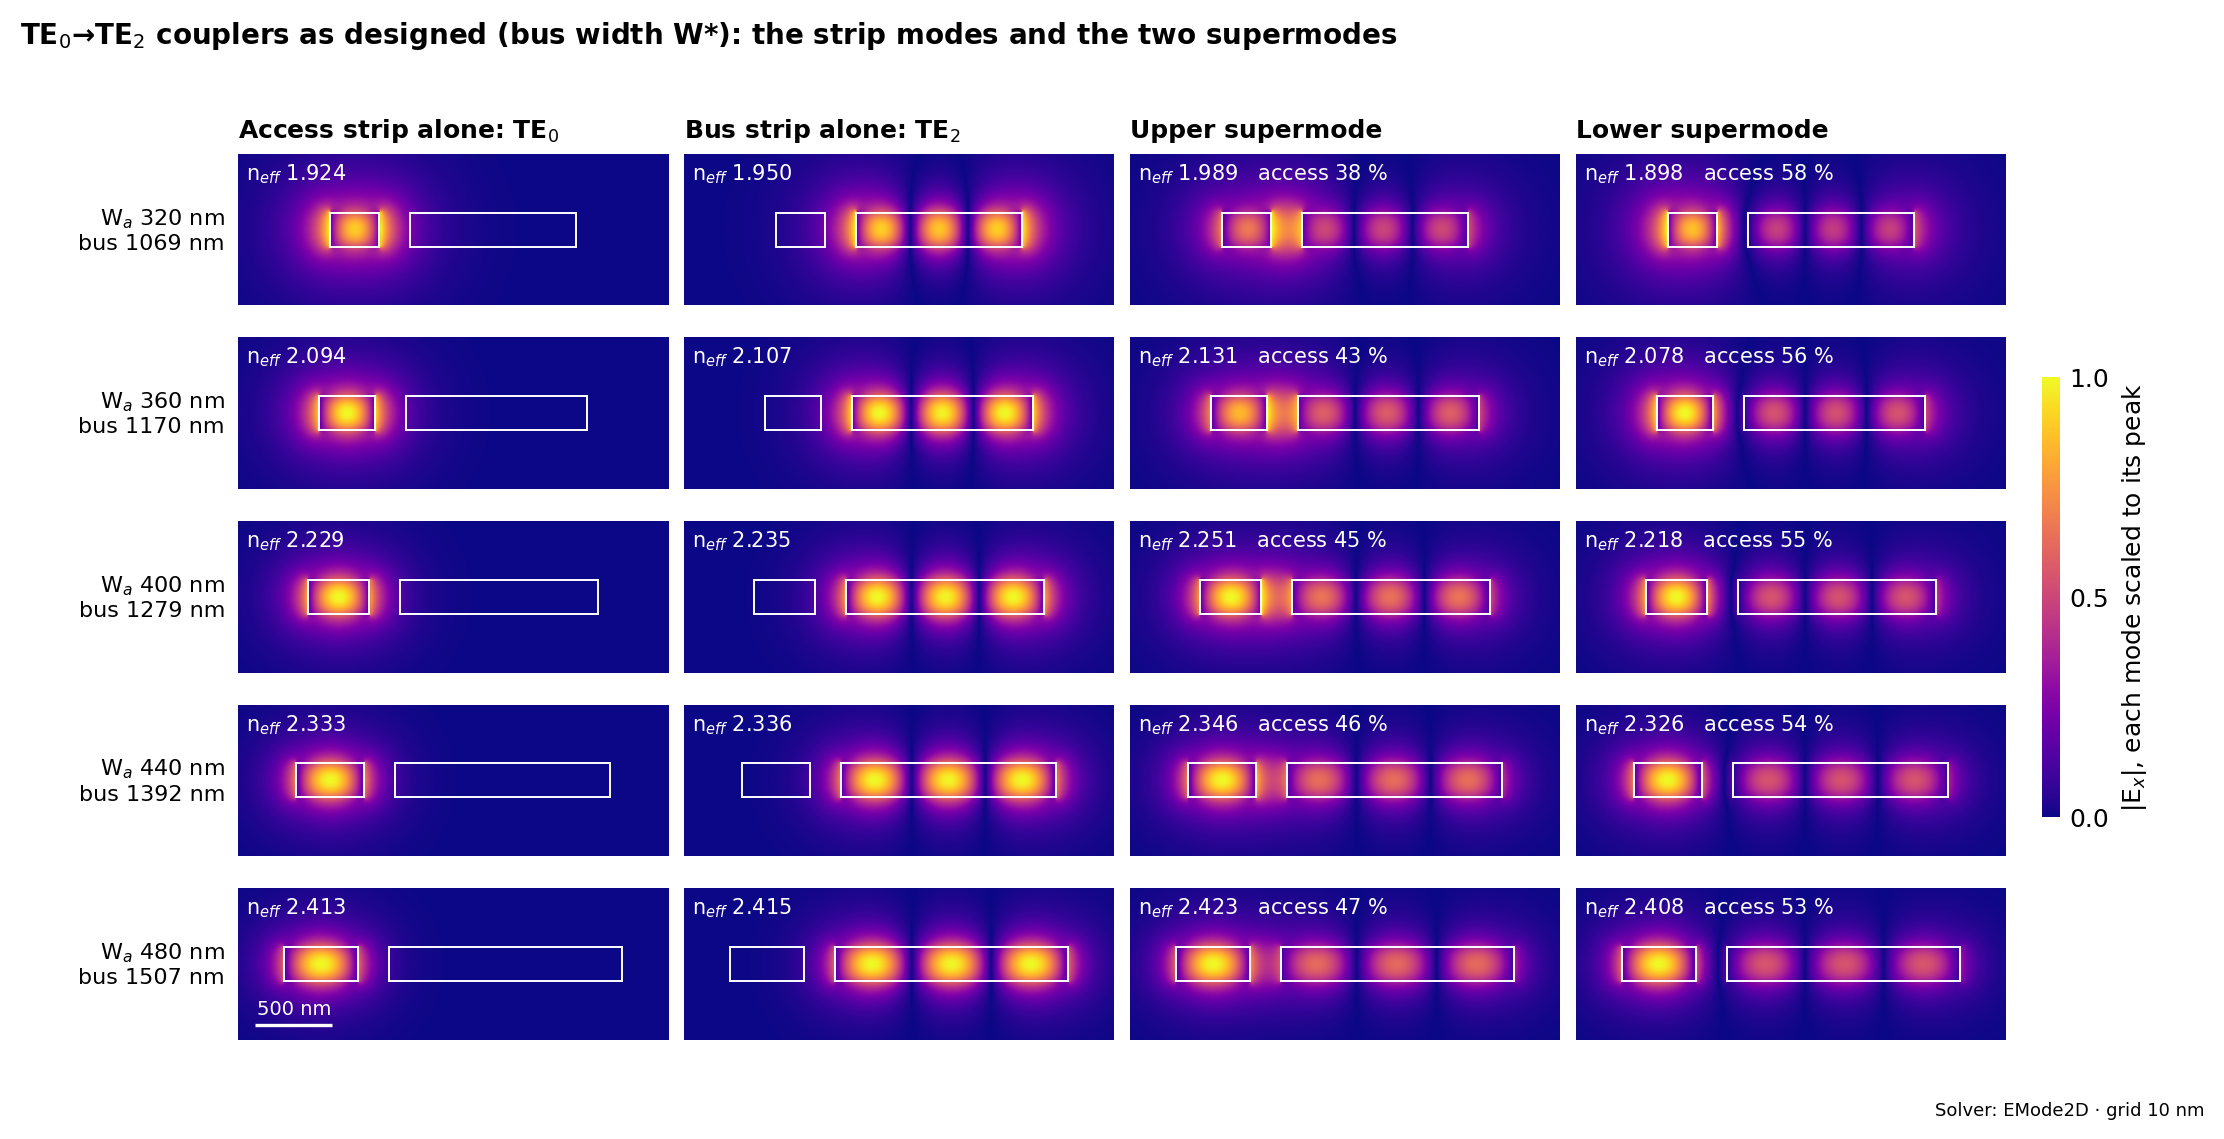 TE₀→TE₂ couplers as designed (bus width W*): the strip modes and the two supermodes
Access strip alone: TE₀
Bus strip alone: TE₂
Upper supermode
Lower supermode
Wₐ 320 nm
bus 1069 nm
n_eff 1.924
n_eff 1.950
n_eff 1.989 access 38 %
n_eff 1.898 access 58 %
Wₐ 360 nm
bus 1170 nm
n_eff 2.094
n_eff 2.107
n_eff 2.131 access 43 %
n_eff 2.078 access 56 %
Wₐ 400 nm
bus 1279 nm
n_eff 2.229
n_eff 2.235
n_eff 2.251 access 45 %
n_eff 2.218 access 55 %
Wₐ 440 nm
bus 1392 nm
n_eff 2.333
n_eff 2.336
n_eff 2.346 access 46 %
n_eff 2.326 access 54 %
Wₐ 480 nm
bus 1507 nm
n_eff 2.413
n_eff 2.415
n_eff 2.423 access 47 %
n_eff 2.408 access 53 %
500 nm
1.0
0.5
0.0
|Eₓ|, each mode scaled to its peak
Solver: EMode2D · grid 10 nm